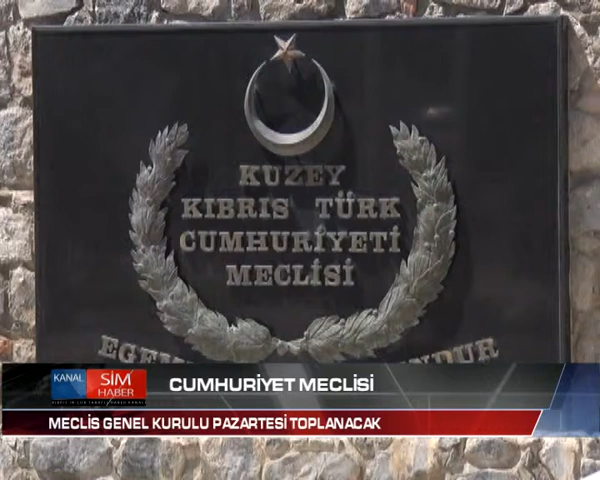 KUZEY
KIBRIS TÜRK
CUMHURİYETİ
MECLİSİ
KANAL SİM HABER
CUMHURİYET MECLİSİ
MECLİS GENEL KURULU PAZARTESİ TOPLANACAK